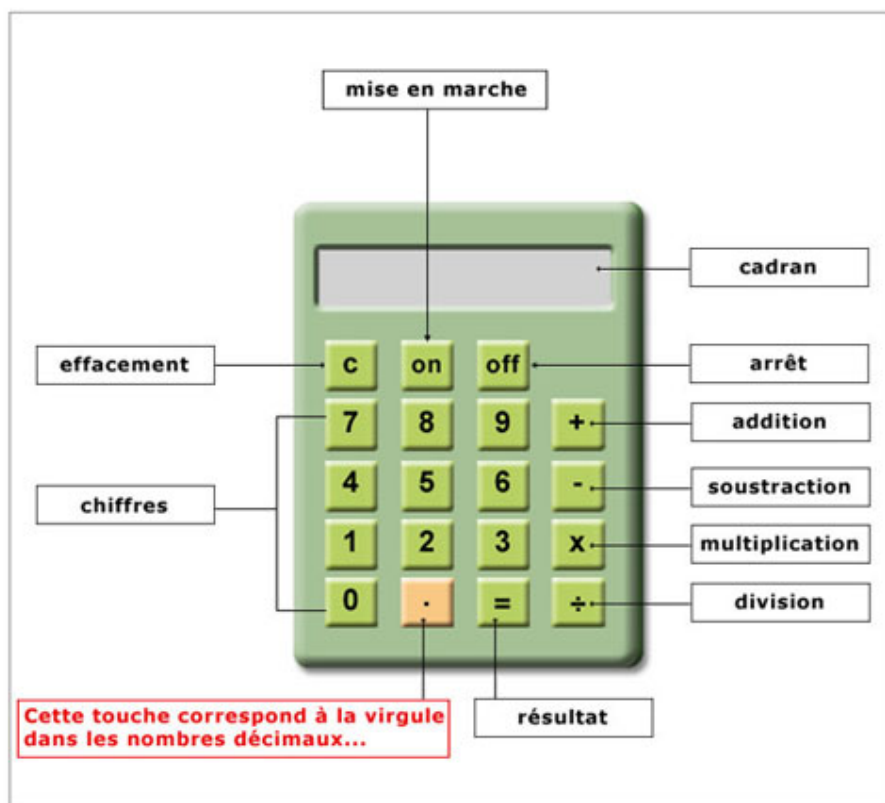 mise en marche
cadran
effacement
c on off
arrêt
7 8 9 +
addition
4 5 6 -
soustraction
chiffres
1 2 3 x
multiplication
0 . = ÷
division
Cette touche correspond à la virgule
dans les nombres décimaux...
résultat